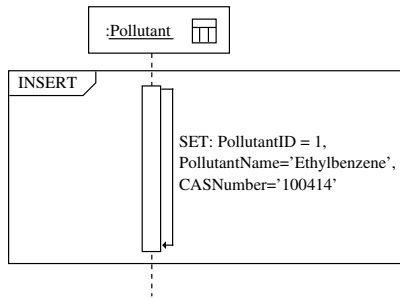 :Pollutant
INSERT
SET: PollutantID = 1,
PollutantName='Ethylbenzene',
CASNumber='100414'